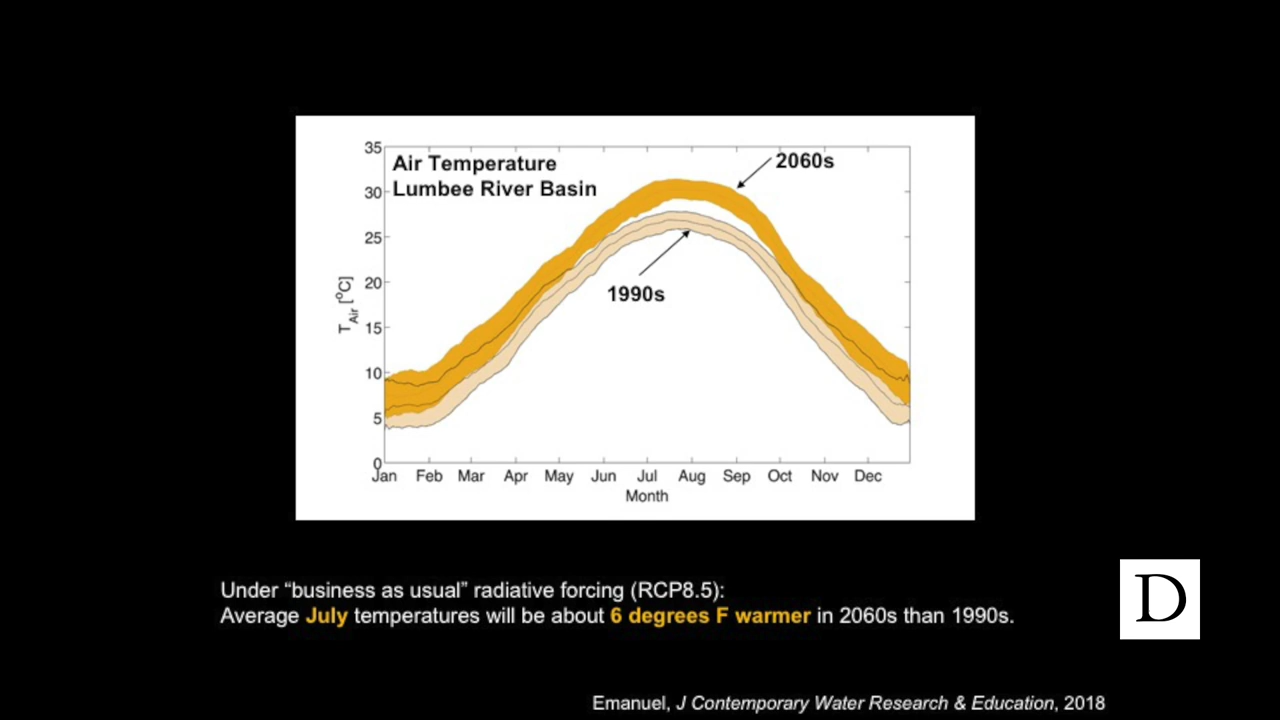 Air Temperature
Lumbee River Basin
2060s
1990s
35
30
25
20
15
10
5
0
T Air [oC]
Jan Feb Mar Apr May Jun Jul Aug Sep Oct Nov Dec
Month
Under “business as usual” radiative forcing (RCP8.5):
Average July temperatures will be about 6 degrees F warmer in 2060s than 1990s.
D
Emanuel, J Contemporary Water Research & Education, 2018